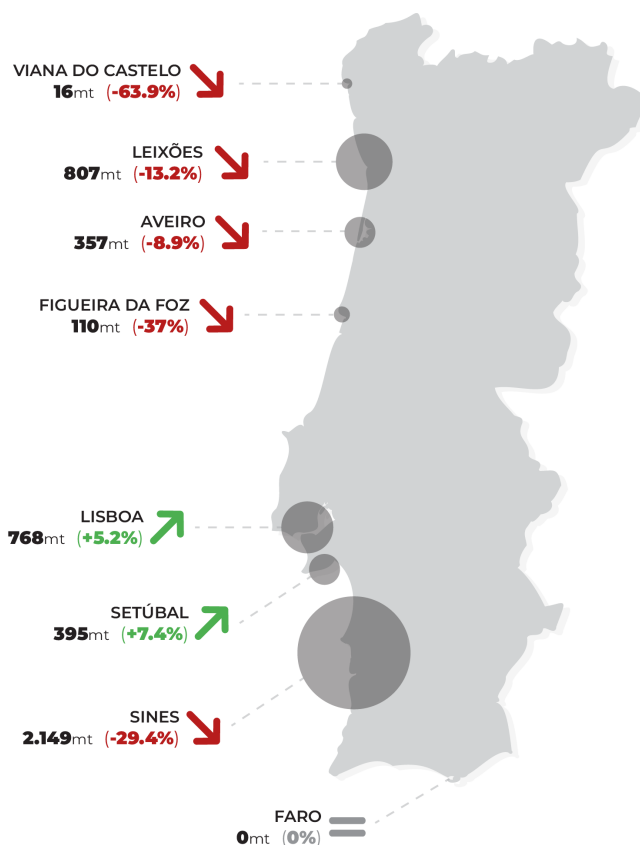 VIANA DO CASTELO
16mt (-63.9%)
LEIXÕES
807mt (-13.2%)
AVEIRO
357mt (-8.9%)
FIGUEIRA DA FOZ
110mt (-37%)
LISBOA
768mt (+5.2%)
SETÚBAL
395mt (+7.4%)
SINES
2.149mt (-29.4%)
FARO
0mt (0%)